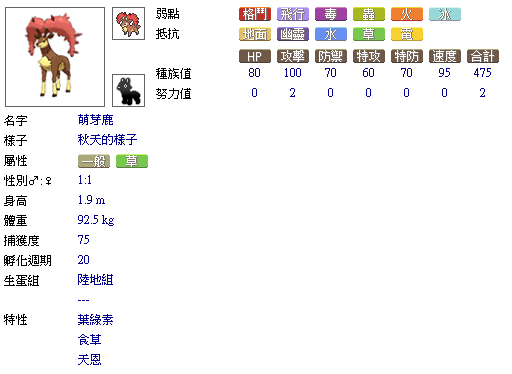 弱點 格鬥 飛行 毒 蟲 火 冰
抵抗 地面 幽靈 水 草 電
HP 攻擊 防禦 特攻 特防 速度 合計
種族值 80 100 70 60 70 95 475
努力值 0 2 0 0 0 0 2
名字 萌芽鹿
樣子 秋天的樣子
屬性 一般 草
性別♂:♀ 1:1
身高 1.9 m
體重 92.5 kg
捕獲度 75
孵化週期 20
生蛋組 陸地組
---
特性 葉綠素
食草
天恩